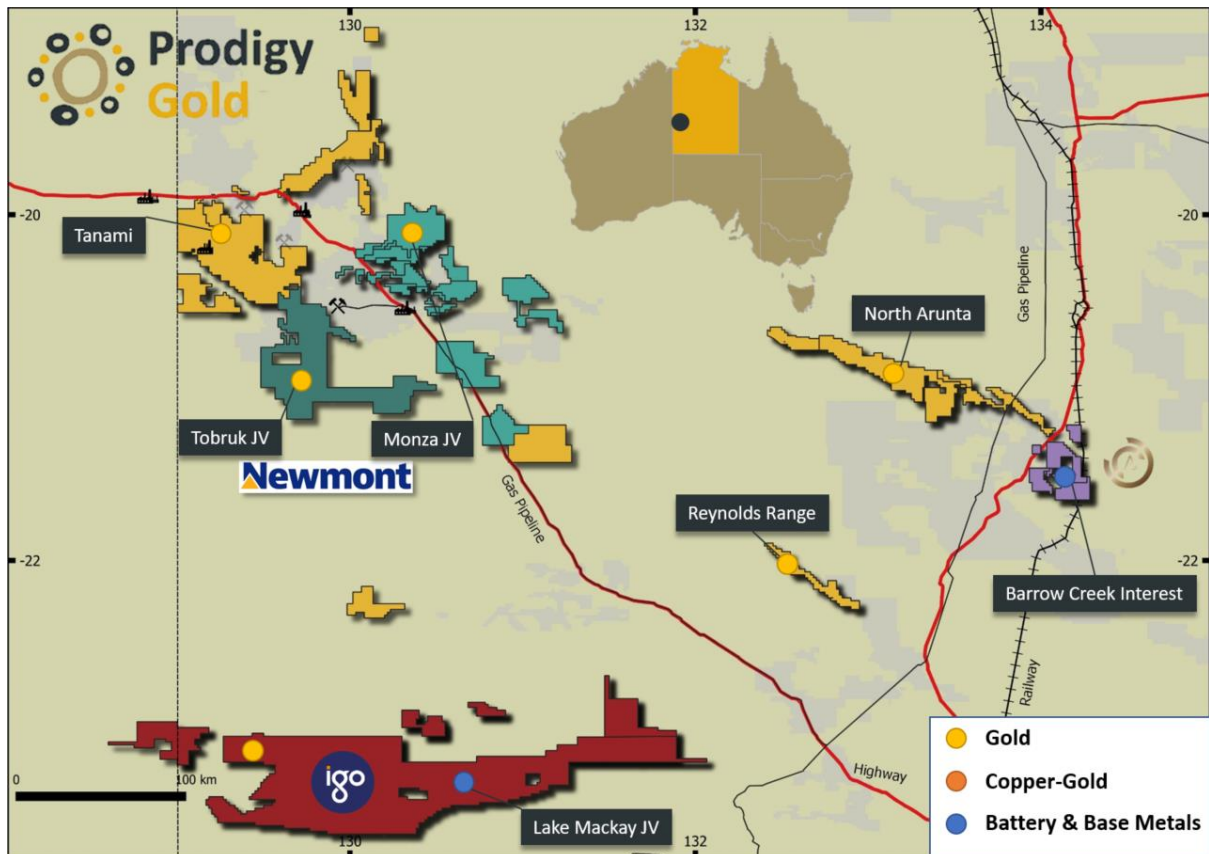 Prodigy
Gold
130
132
134
-20
-20
-22
-22
Tanami
Tobruk JV
Monza JV
Newmont
North Arunta
Reynolds Range
Barrow Creek Interest
Gas Pipeline
Gas Pipeline
Railway
Highway
igo
Lake Mackay JV
0
100 km
130
132
Gold
Copper-Gold
Battery & Base Metals